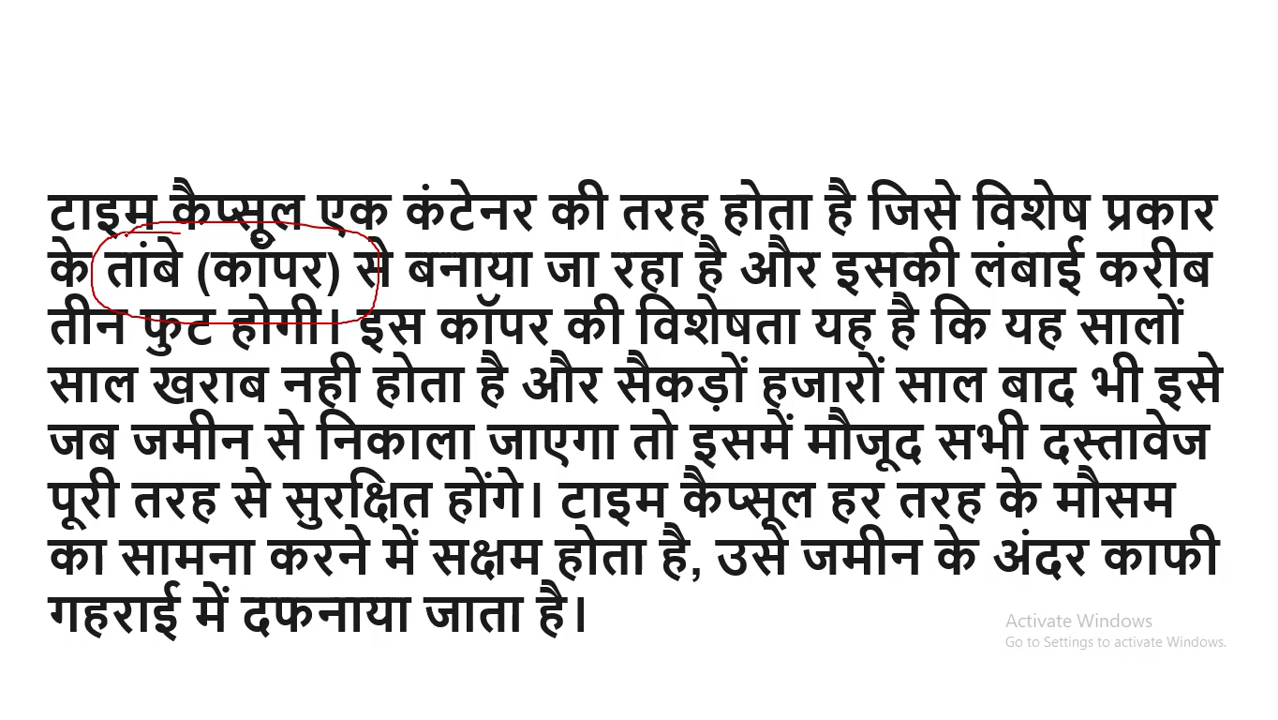 टाइम कैप्सूल एक कंटेनर की तरह होता है जिसे विशेष प्रकार
के तांबे (कॉपर) से बनाया जा रहा है और इसकी लंबाई करीब
तीन फुट होगी। इस कॉपर की विशेषता यह है कि यह सालों
साल खराब नही होता है और सैकड़ों हजारों साल बाद भी इसे
जब जमीन से निकाला जाएगा तो इसमें मौजूद सभी दस्तावेज
पूरी तरह से सुरक्षित होंगे। टाइम कैप्सूल हर तरह के मौसम
का सामना करने में सक्षम होता है, उसे जमीन के अंदर काफी
गहराई में दफनाया जाता है।
Activate Windows
Go to Settings to activate Windows.